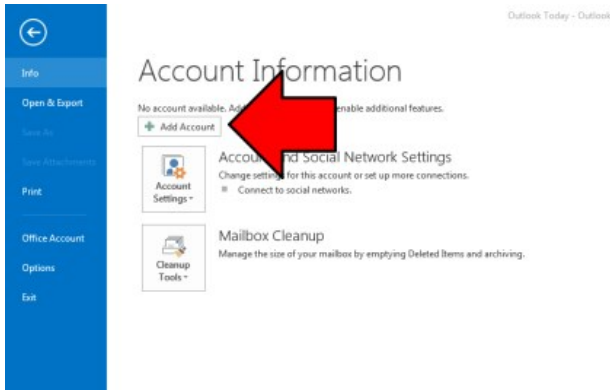 Outlook Today - Outlook
Info
Open & Export
Save As
Save Attachments
Print
Office Account
Options
Exit
Account Information
No account available. Add enable additional features.
Add Account
Account and Social Network Settings
Change settings for this account or set up more connections.
Connect to social networks.
Account
Settings
Mailbox Cleanup
Manage the size of your mailbox by emptying Deleted Items and archiving.
Cleanup
Tools